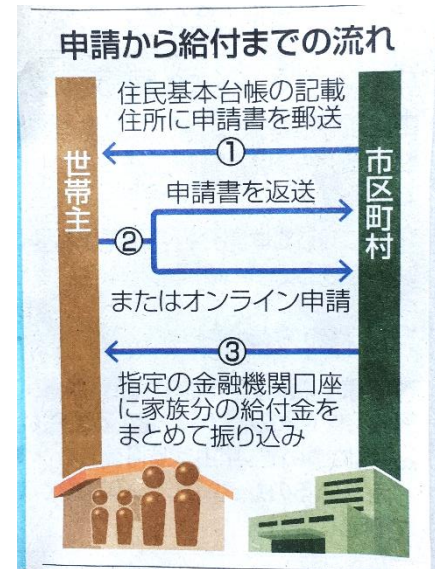 申請から給付までの流れ
住民基本台帳の記載
住所に申請書を郵送
①
世帯主
市区町村
申請書を返送
②
またはオンライン申請
③
指定の金融機関口座
に家族分の給付金を
まとめて振り込み